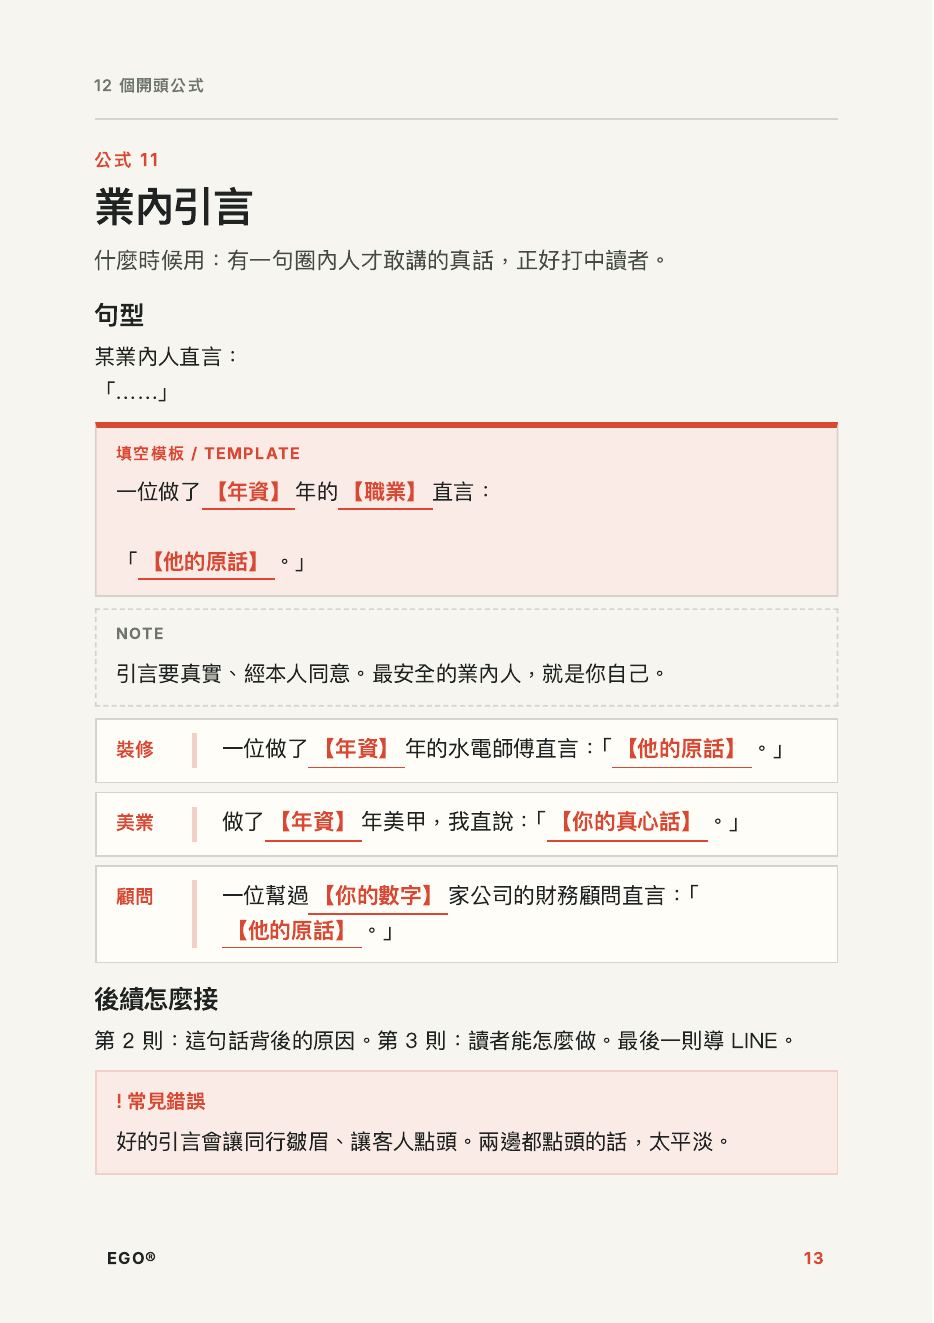 12 個開頭公式
公式 11
業內引言
什麼時候用：有一句圈內人才敢講的真話，正好打中讀者。
句型
某業內人直言：
「……」
填空模板 / TEMPLATE
一位做了【年資】年的【職業】直言：
「【他的原話】。」
NOTE
引言要真實、經本人同意。最安全的業內人，就是你自己。
裝修 一位做了【年資】年的水電師傅直言：「【他的原話】。」
美業 做了【年資】年美甲，我直說：「【你的真心話】。」
顧問 一位幫過【你的數字】家公司的財務顧問直言：「
【他的原話】。」
後續怎麼接
第 2 則：這句話背後的原因。第 3 則：讀者能怎麼做。最後一則導 LINE。
! 常見錯誤
好的引言會讓同行皺眉、讓客人點頭。兩邊都點頭的話，太平淡。
EGO®
13